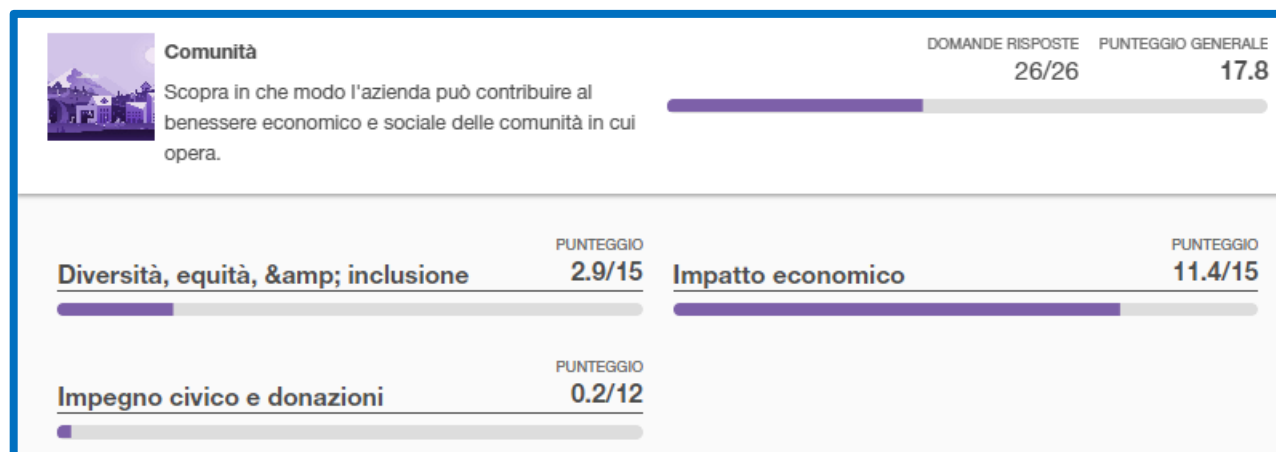 Comunità
Scopra in che modo l'azienda può contribuire al
benessere economico e sociale delle comunità in cui
opera.
DOMANDE RISPOSTE
26/26
PUNTEGGIO GENERALE
17.8
Diversità, equità, &amp; inclusione
PUNTEGGIO
2.9/15
Impatto economico
PUNTEGGIO
11.4/15
Impegno civico e donazioni
PUNTEGGIO
0.2/12